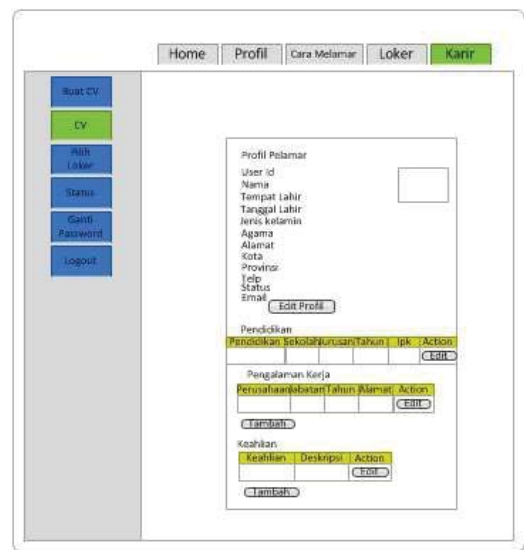 Home Profil Cara Melamar Loker Karir
Buat CV
CV
Pilih
Loker
Status
Ganti
Password
Logout
Profil Pelamar
User Id
Nama
Tempat Lahir
Tanggal Lahir
Jenis kelamin
Agama
Alamat
Kota
Provinsi
Telp
Status
Email
Edit Profil
Pendidikan
Pendidikan Sekolah Jurusan Tahun Ipk Action
Edit
Pengalaman Kerja
Perusahaan Jabatan Tahun Alamat Action
Edit
Tambah
Keahlian
Keahlian Deskripsi Action
Edit
Tambah